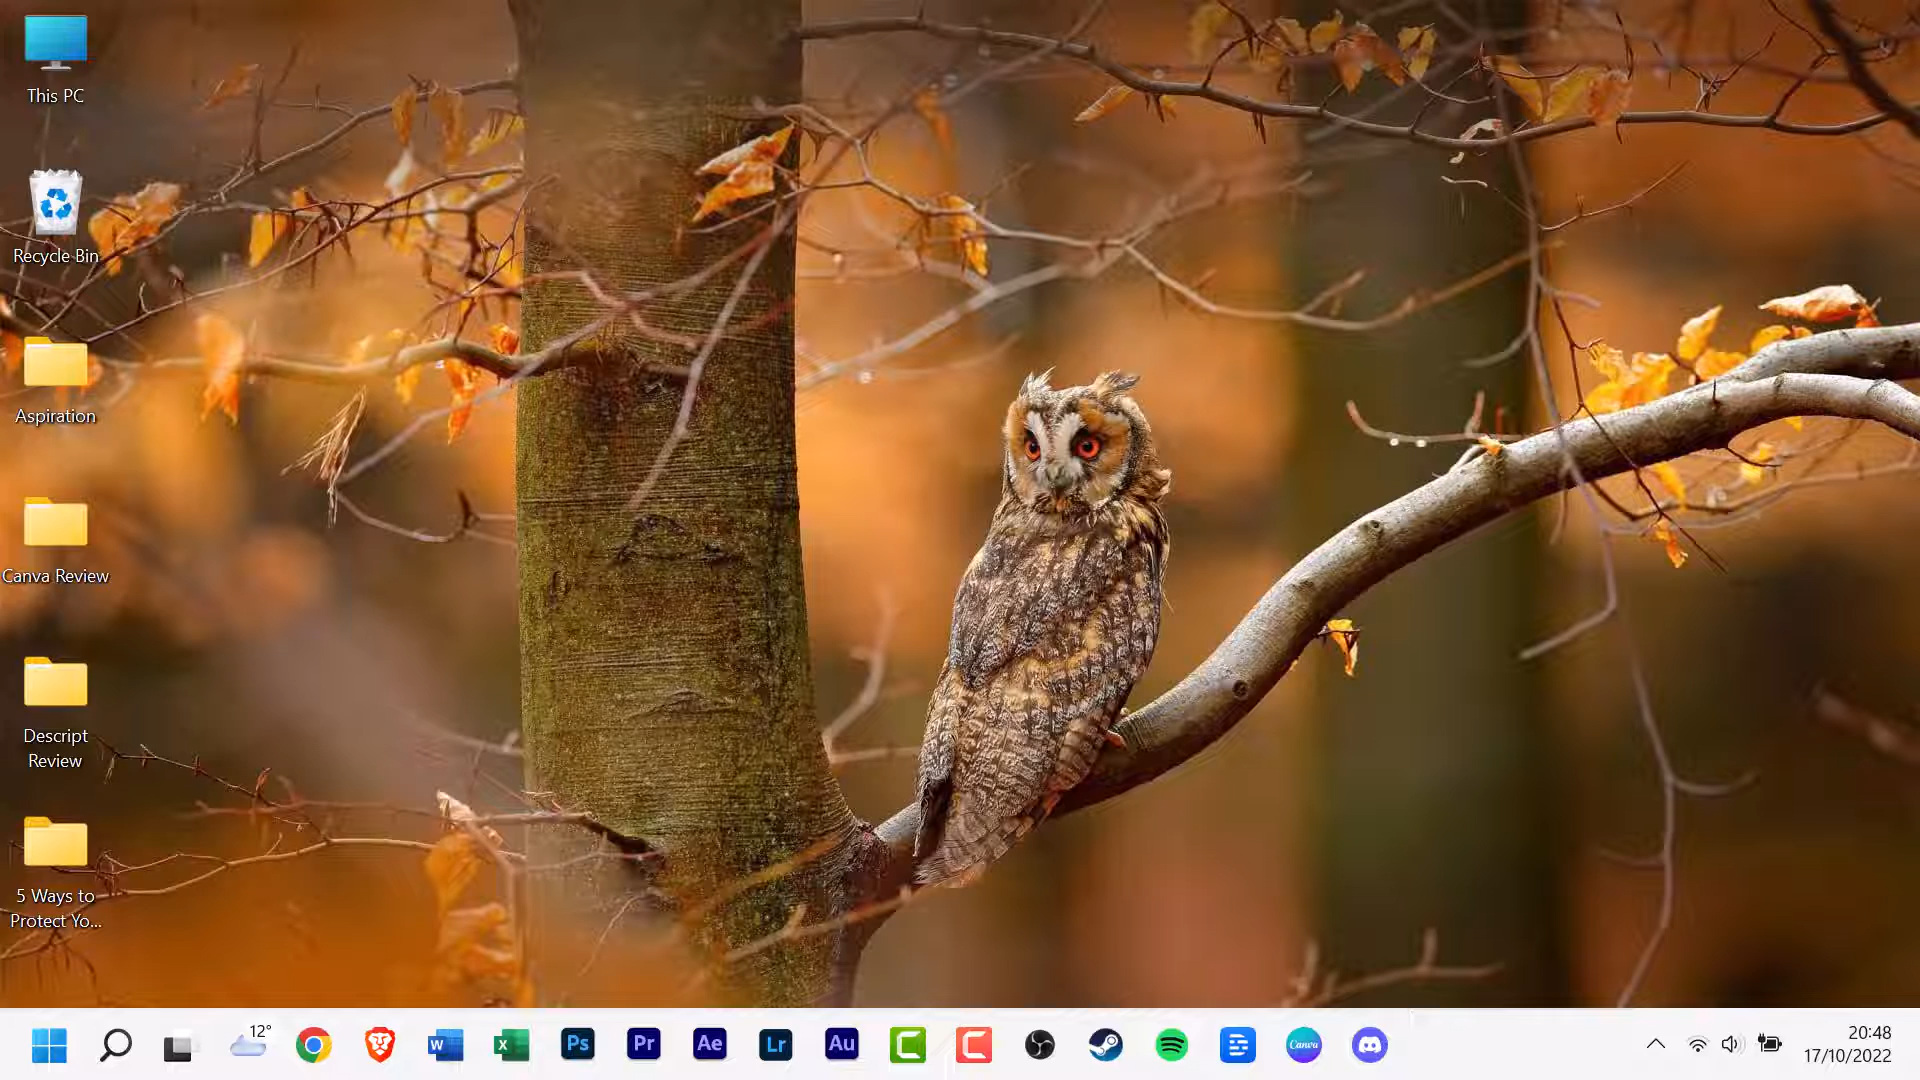 This PC
Recycle Bin
Aspiration
Canva Review
Descript
Review
5 Ways to
Protect Yo...
12°
W
X
Ps
Pr
Ae
Lr
Au
Canva
20:48
17/10/2022